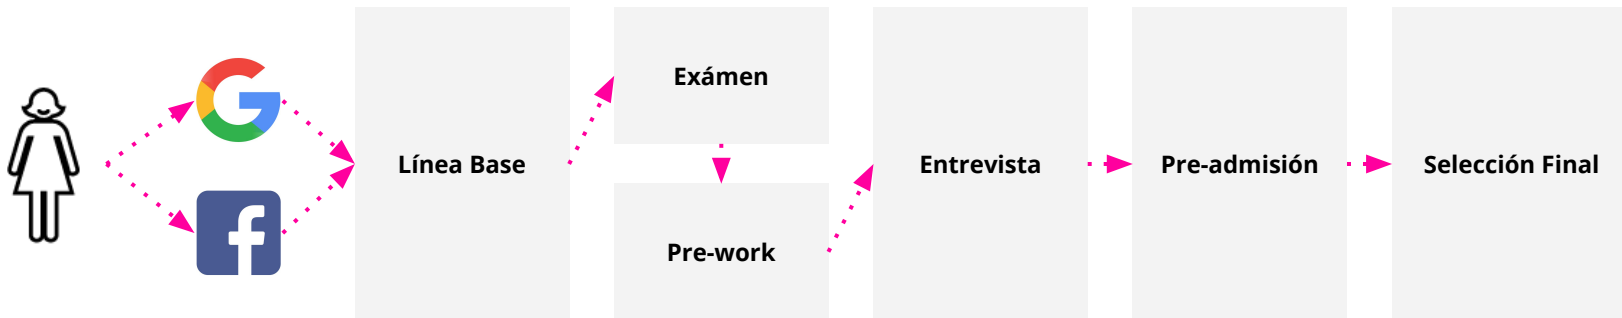 Línea Base
Exámen
Pre-work
Entrevista
Pre-admisión
Selección Final